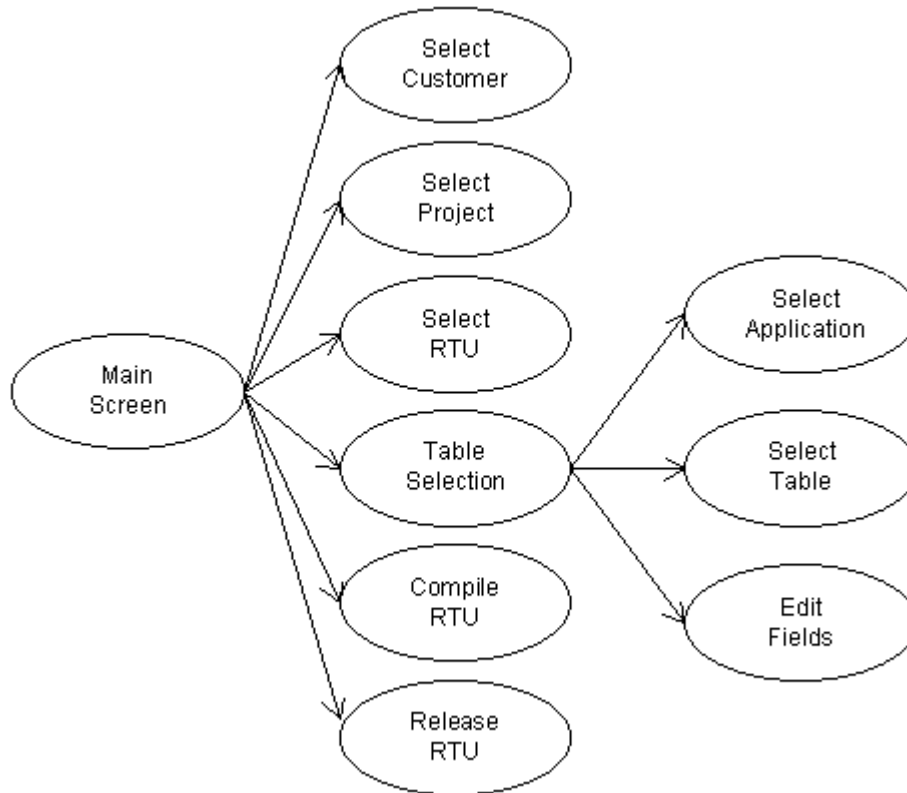 Select
Customer
Select
Project
Select
RTU
Main
Screen
Table
Selection
Compile
RTU
Release
RTU
Select
Application
Select
Table
Edit
Fields